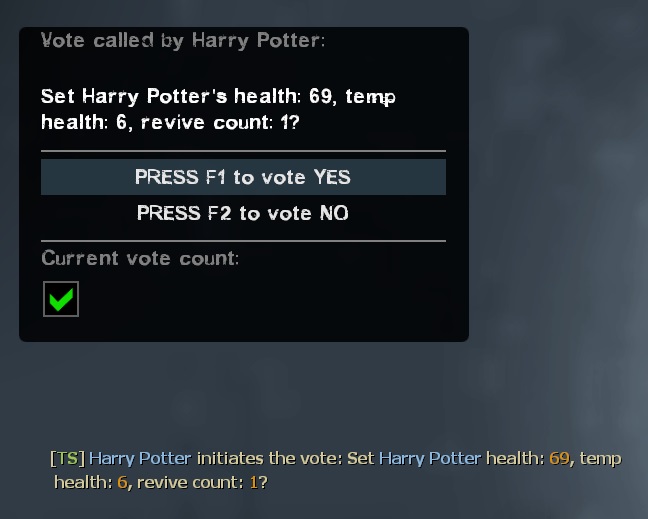 Vote called by Harry Potter:
Set Harry Potter's health: 69, temp
health: 6, revive count: 1?
PRESS F1 to vote YES
PRESS F2 to vote NO
Current vote count:
[TS] Harry Potter initiates the vote: Set Harry Potter health: 69, temp
health: 6, revive count: 1?